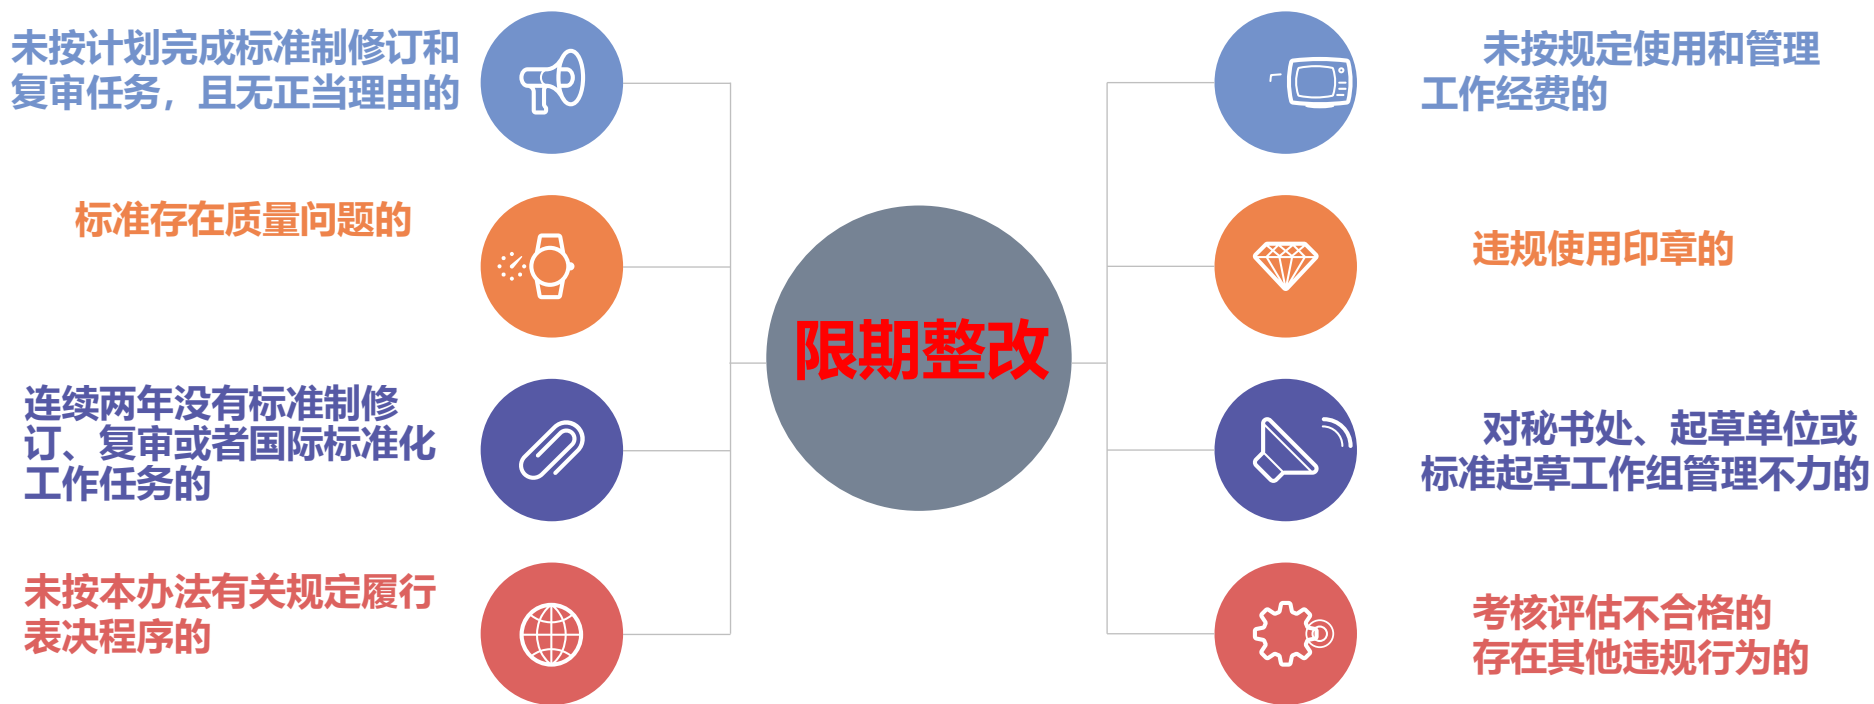 未按计划完成标准制修订和
复审任务，且无正当理由的
标准存在质量问题的
连续两年没有标准制修
订、复审或者国际标准化
工作任务的
未按本办法有关规定履行
表决程序的
限期整改
未按规定使用和管理
工作经费的
违规使用印章的
对秘书处、起草单位或
标准起草工作组管理不力的
考核评估不合格的
存在其他违规行为的